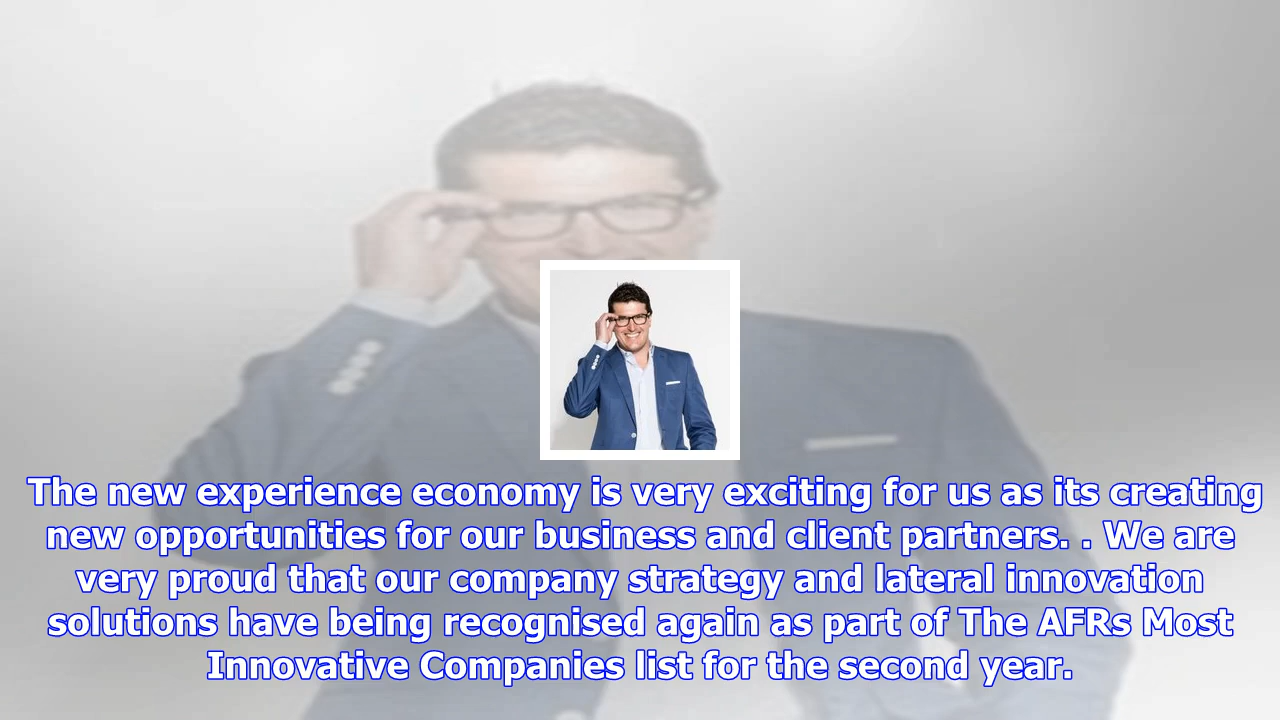 The new experience economy is very exciting for us as its creating
new opportunities for our business and client partners. . We are
very proud that our company strategy and lateral innovation
solutions have being recognised again as part of The AFRs Most
Innovative Companies list for the second year.